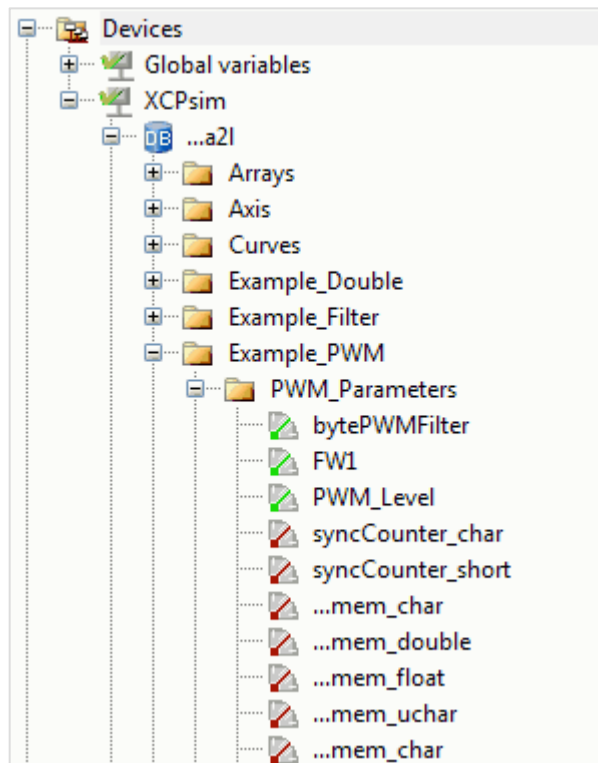 Devices
Global variables
XCPsim
DB ...a2l
Arrays
Axis
Curves
Example_Double
Example_Filter
Example_PWM
PWM_Parameters
bytePWMFilter
FW1
PWM_Level
syncCounter_char
syncCounter_short
...mem_char
...mem_double
...mem_float
...mem_uchar
...mem_char